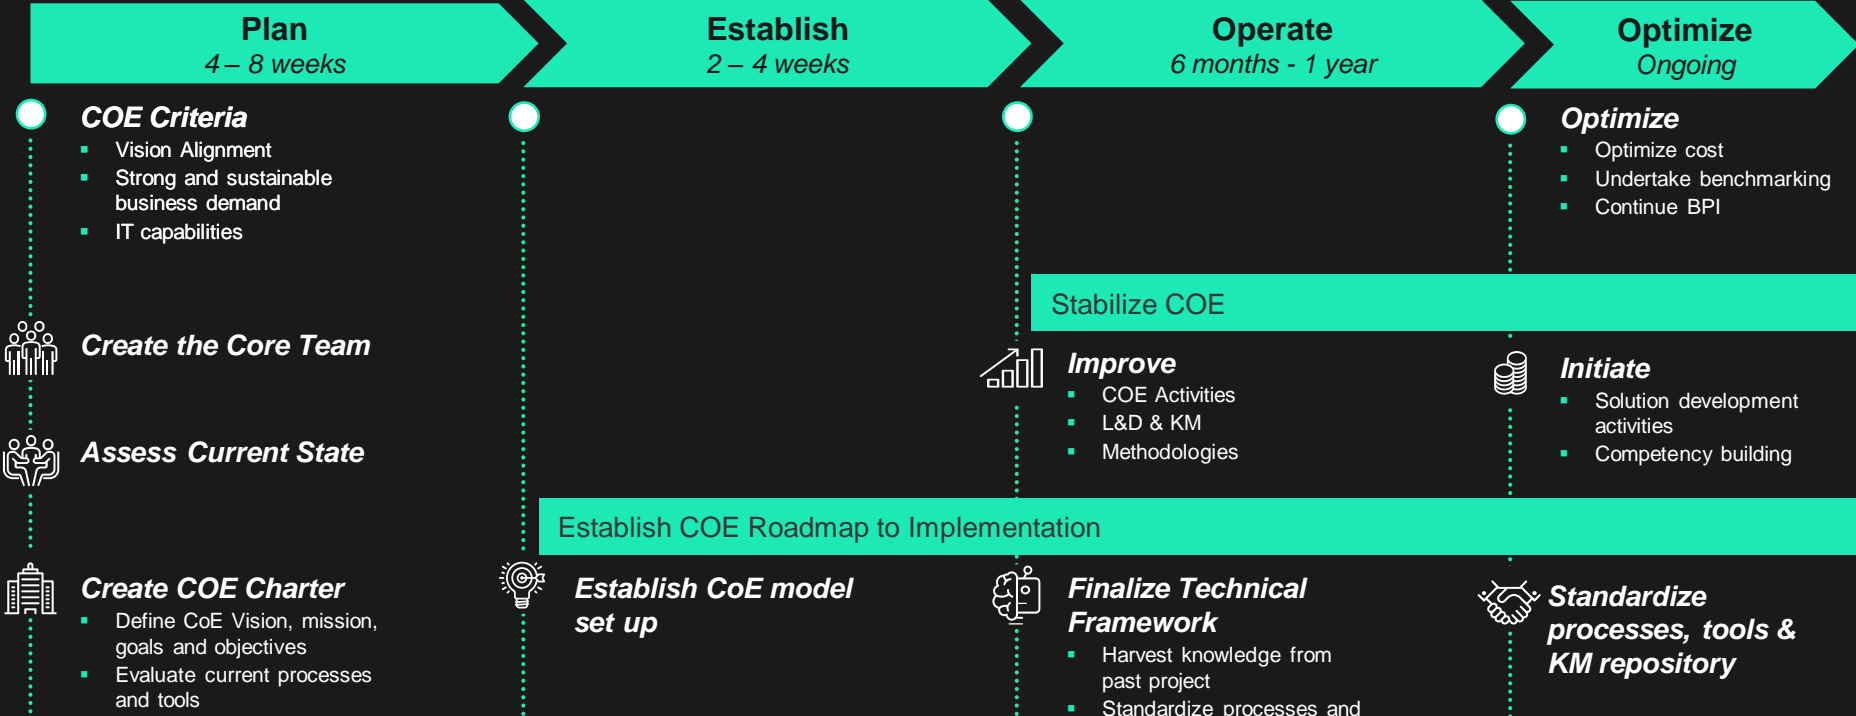 Plan
4 – 8 weeks
Establish
2 – 4 weeks
Operate
6 months - 1 year
Optimize
Ongoing
COE Criteria
Vision Alignment
Strong and sustainable
business demand
IT capabilities
Create the Core Team
Assess Current State
Create COE Charter
Define CoE Vision, mission,
goals and objectives
Evaluate current processes
and tools
Establish COE Roadmap to Implementation
Establish CoE model
set up
Stabilize COE
Improve
COE Activities
L&D & KM
Methodologies
Finalize Technical
Framework
Harvest knowledge from
past project
Standardize processes and
Optimize
Optimize cost
Undertake benchmarking
Continue BPI
Initiate
Solution development
activities
Competency building
Standardize
processes, tools &
KM repository